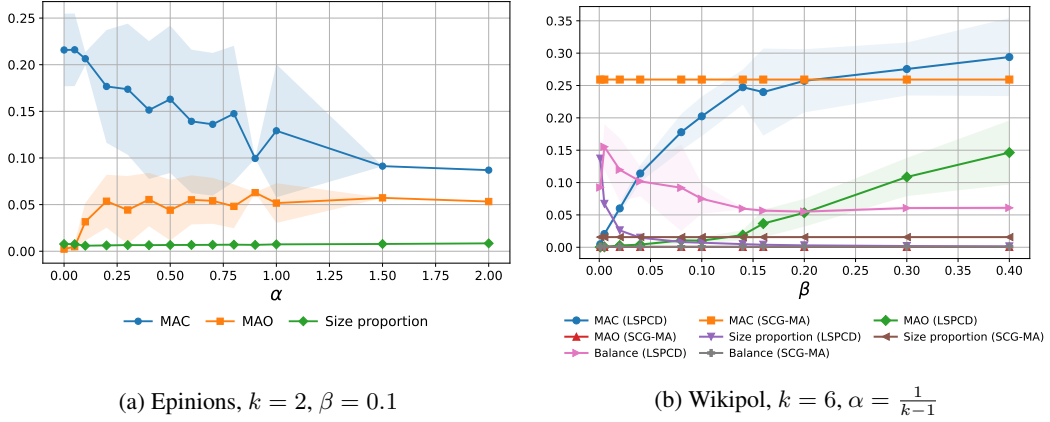 0.25
0.20
0.15
0.10
0.05
0.00
0.00 0.25 0.50 0.75 1.00 1.25 1.50 1.75 2.00
α
MAC MAO Size proportion
(a) Epinions, k = 2, β = 0.1
0.35
0.30
0.25
0.20
0.15
0.10
0.05
0.00
0.00 0.05 0.10 0.15 0.20 0.25 0.30 0.35 0.40
β
MAC (LSPCD) MAC (SCG-MA) MAO (LSPCD)
MAO (SCG-MA) Size proportion (LSPCD) Size proportion (SCG-MA)
Balance (LSPCD) Balance (SCG-MA)
(b) Wikipol, k = 6, α = 1/(k−1)